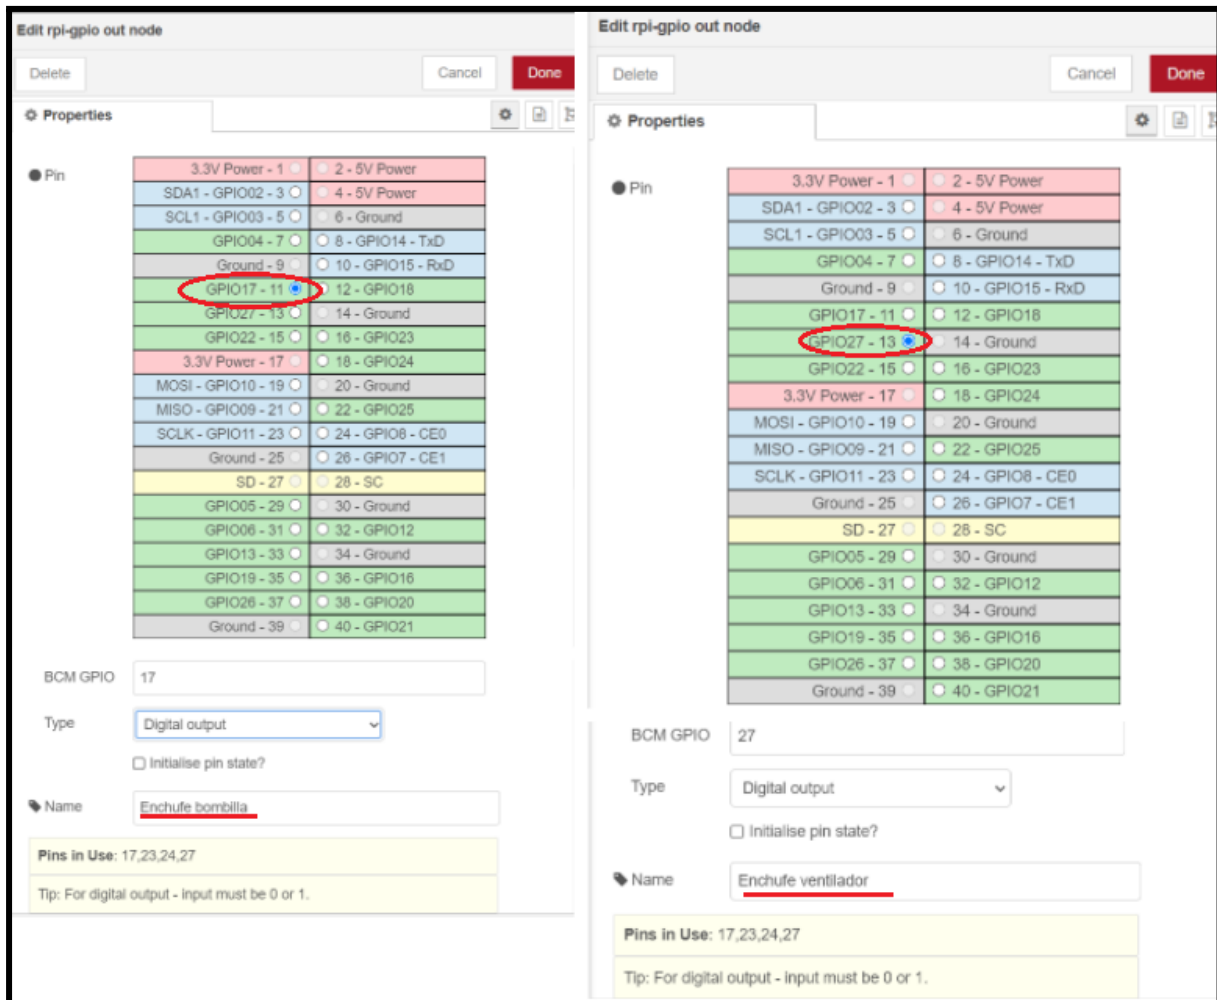 Edit rpi-gpio out node
Delete
Cancel
Done
Properties
Pin
3.3V Power - 1
2 - 5V Power
SDA1 - GPIO02 - 3
4 - 5V Power
SCL1 - GPIO03 - 5
6 - Ground
GPIO04 - 7
8 - GPIO14 - TxD
Ground - 9
10 - GPIO15 - RxD
GPIO17 - 11
12 - GPIO18
GPIO27 - 13
14 - Ground
GPIO22 - 15
16 - GPIO23
3.3V Power - 17
18 - GPIO24
MOSI - GPIO10 - 19
20 - Ground
MISO - GPIO09 - 21
22 - GPIO25
SCLK - GPIO11 - 23
24 - GPIO8 - CE0
Ground - 25
26 - GPIO7 - CE1
SD - 27
28 - SC
GPIO05 - 29
30 - Ground
GPIO06 - 31
32 - GPIO12
GPIO13 - 33
34 - Ground
GPIO19 - 35
36 - GPIO16
GPIO26 - 37
38 - GPIO20
Ground - 39
40 - GPIO21
BCM GPIO
17
Type
Digital output
Initialise pin state?
Name
Enchufe bombilla
Pins in Use: 17,23,24,27
Tip: For digital output - input must be 0 or 1.
Edit rpi-gpio out node
Delete
Cancel
Done
Properties
Pin
3.3V Power - 1
2 - 5V Power
SDA1 - GPIO02 - 3
4 - 5V Power
SCL1 - GPIO03 - 5
6 - Ground
GPIO04 - 7
8 - GPIO14 - TxD
Ground - 9
10 - GPIO15 - RxD
GPIO17 - 11
12 - GPIO18
GPIO27 - 13
14 - Ground
GPIO22 - 15
16 - GPIO23
3.3V Power - 17
18 - GPIO24
MOSI - GPIO10 - 19
20 - Ground
MISO - GPIO09 - 21
22 - GPIO25
SCLK - GPIO11 - 23
24 - GPIO8 - CE0
Ground - 25
26 - GPIO7 - CE1
SD - 27
28 - SC
GPIO05 - 29
30 - Ground
GPIO06 - 31
32 - GPIO12
GPIO13 - 33
34 - Ground
GPIO19 - 35
36 - GPIO16
GPIO26 - 37
38 - GPIO20
Ground - 39
40 - GPIO21
BCM GPIO
27
Type
Digital output
Initialise pin state?
Name
Enchufe ventilador
Pins in Use: 17,23,24,27
Tip: For digital output - input must be 0 or 1.